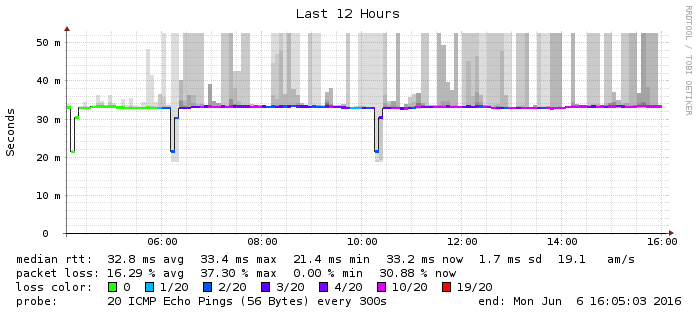 Last 12 Hours
RRDTOOL / TOBI OETIKER
Seconds
50 m
40 m
30 m
20 m
10 m
0
06:00 08:00 10:00 12:00 14:00 16:00
median rtt: 32.8 ms avg 33.4 ms max 21.4 ms min 33.2 ms now 1.7 ms sd 19.1 am/s
packet loss: 16.29 % avg 37.30 % max 0.00 % min 30.88 % now
loss color: 0 1/20 2/20 3/20 4/20 10/20 19/20
probe: 20 ICMP Echo Pings (56 Bytes) every 300s end: Mon Jun 6 16:05:03 2016